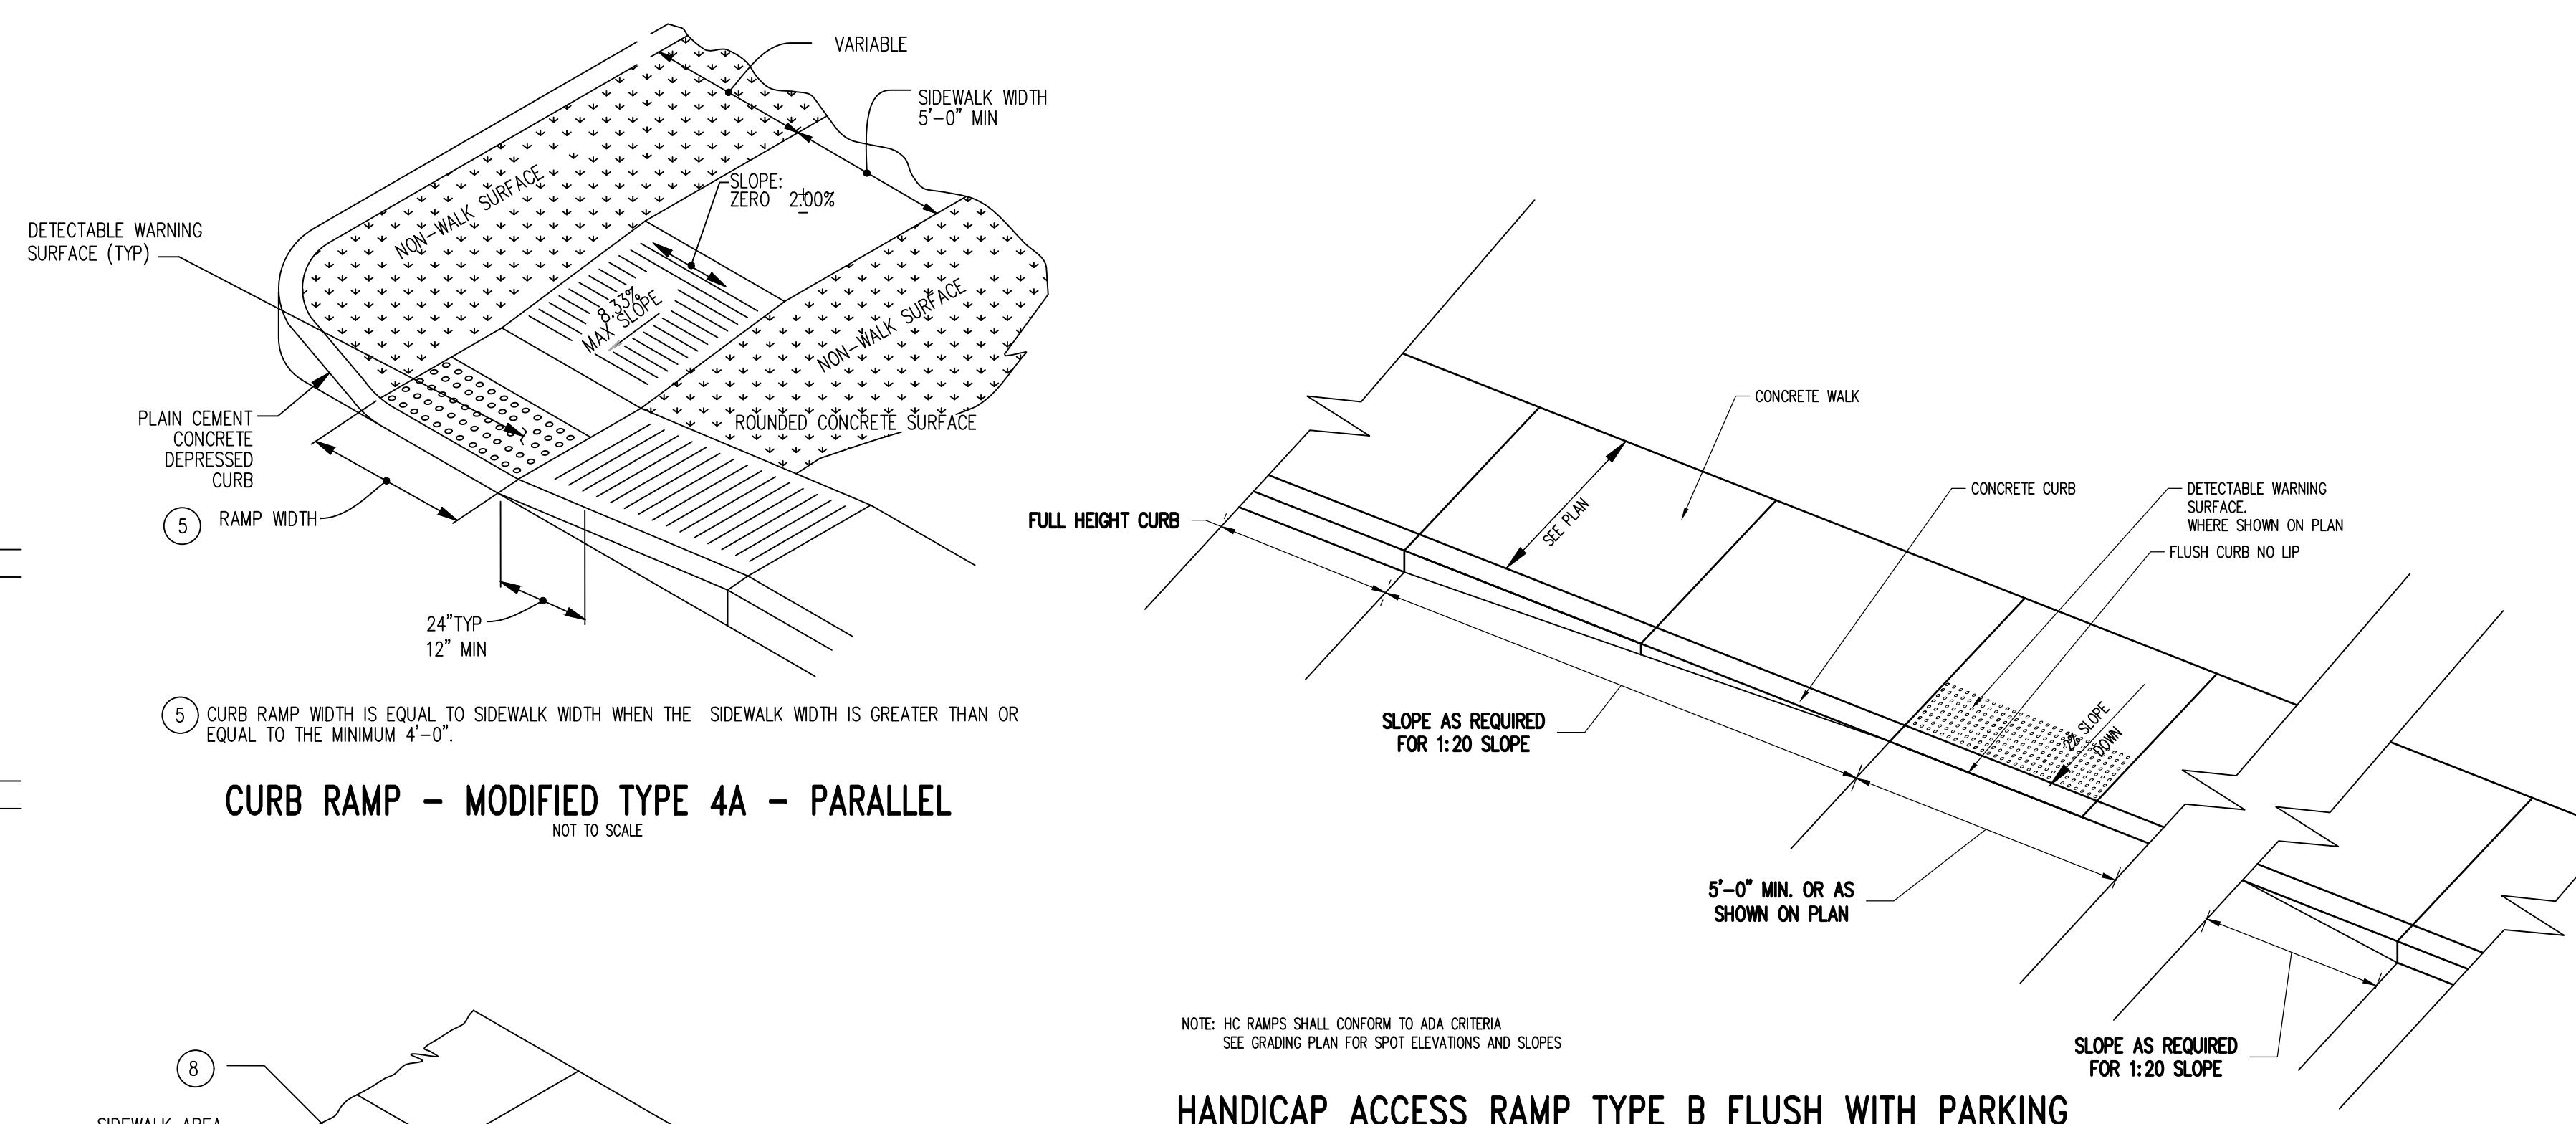 VARIABLE
SIDEWALK WIDTH
5'-0" MIN
SLOPE:
ZERO ± 2.00%
DETECTABLE WARNING
SURFACE (TYP)
NON-WALK SURFACE
8.33%
MAX SLOPE
NON-WALK SURFACE
ROUNDED CONCRETE SURFACE
PLAIN CEMENT
CONCRETE
DEPRESSED
CURB
5 RAMP WIDTH
24"TYP
12" MIN
5 CURB RAMP WIDTH IS EQUAL TO SIDEWALK WIDTH WHEN THE SIDEWALK WIDTH IS GREATER THAN OR
EQUAL TO THE MINIMUM 4'-0".
CURB RAMP - MODIFIED TYPE 4A - PARALLEL
NOT TO SCALE
8
SIDEWALK AREA
CONCRETE WALK
SEE PLAN
CONCRETE CURB
DETECTABLE WARNING
SURFACE.
WHERE SHOWN ON PLAN
FLUSH CURB NO LIP
FULL HEIGHT CURB
2% SLOPE
DOWN
SLOPE AS REQUIRED
FOR 1:20 SLOPE
5'-0" MIN. OR AS
SHOWN ON PLAN
SLOPE AS REQUIRED
FOR 1:20 SLOPE
NOTE: HC RAMPS SHALL CONFORM TO ADA CRITERIA
SEE GRADING PLAN FOR SPOT ELEVATIONS AND SLOPES
HANDICAP ACCESS RAMP TYPE B FLUSH WITH PARKING